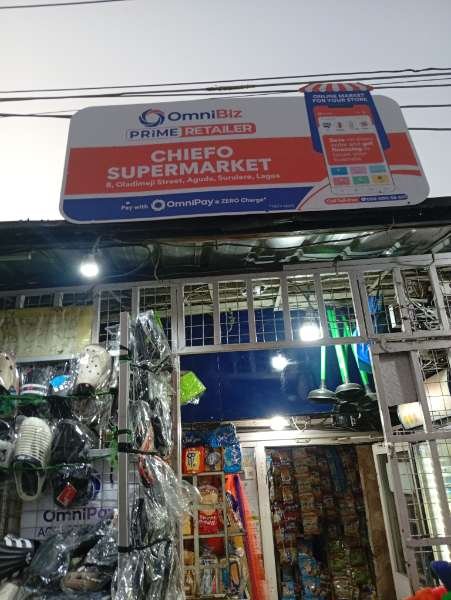 OmniBiz
PRiME RETAILER
CHIEFO
SUPERMARKET
8, Oladimeji Street, Agudu, Surulere, Lagos
Pay with OmniPay @ ZERO Charge*
ONLINE MARKET
FOR YOUR STORE
OmniPay